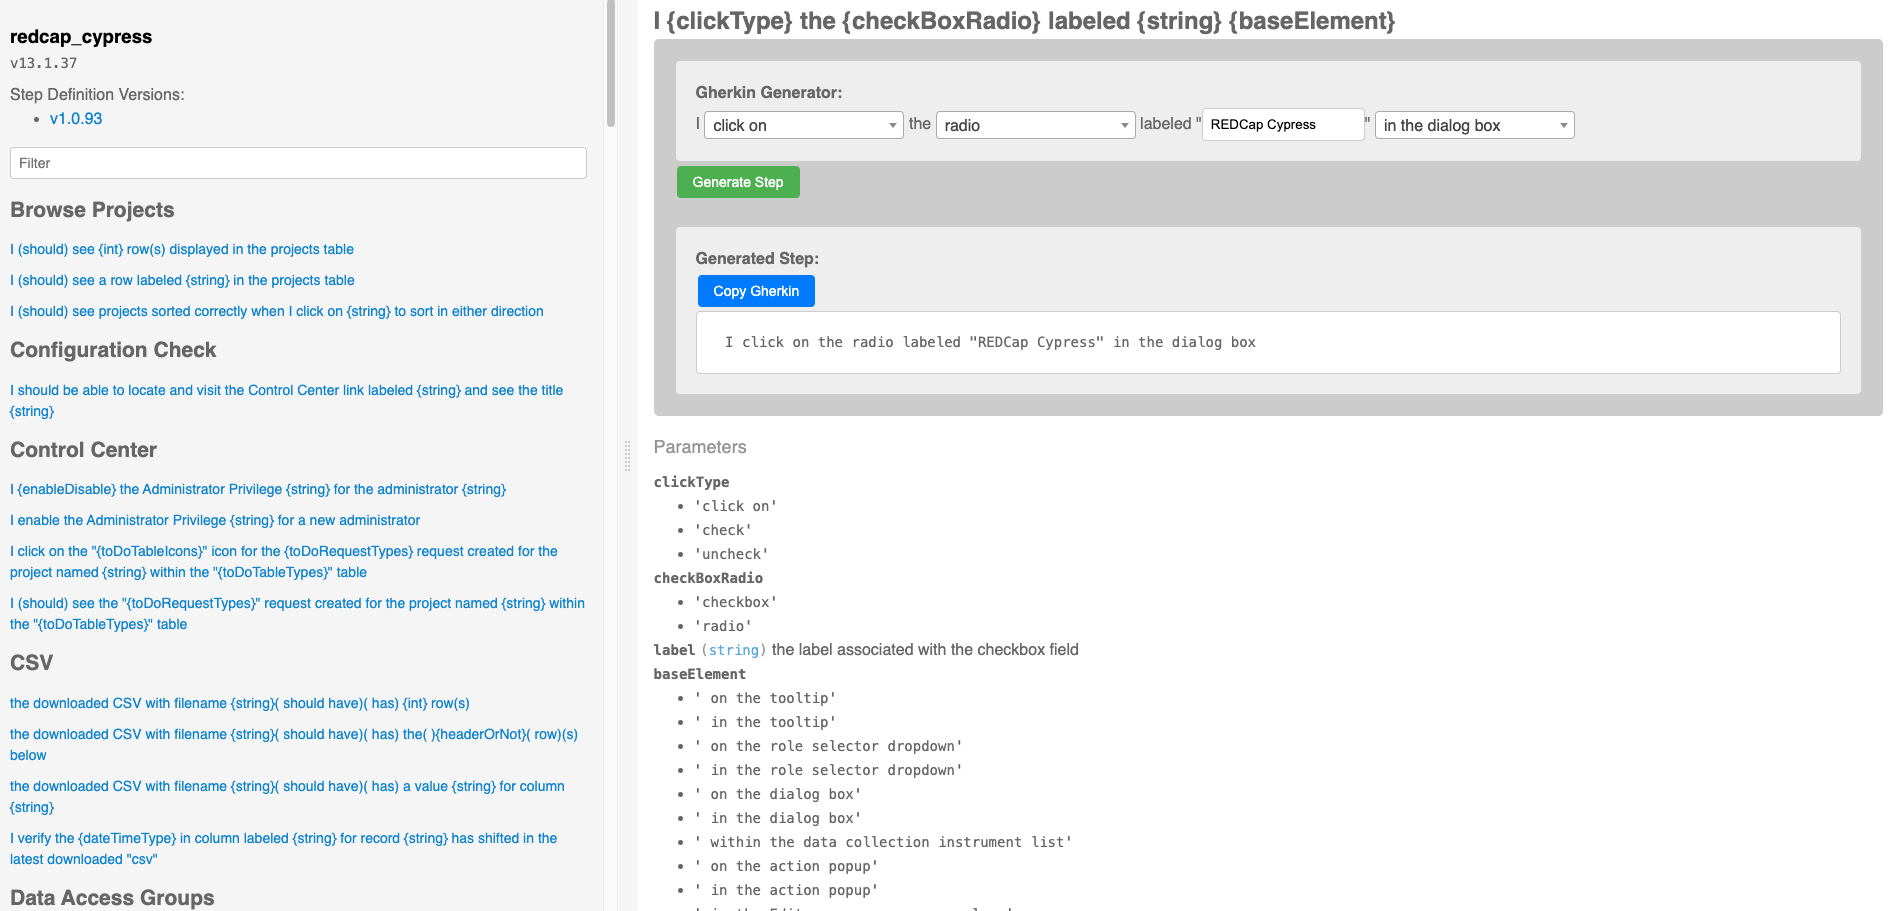 redcap_cypress
v13.1.37
Step Definition Versions:
• v1.0.93
Filter
Browse Projects
I (should) see {int} row(s) displayed in the projects table
I (should) see a row labeled {string} in the projects table
I (should) see projects sorted correctly when I click on {string} to sort in either direction
Configuration Check
I should be able to locate and visit the Control Center link labeled {string} and see the title
{string}
Control Center
I {enableDisable} the Administrator Privilege {string} for the administrator {string}
I enable the Administrator Privilege {string} for a new administrator
I click on the "{toDoTableIcons}" icon for the {toDoRequestTypes} request created for the
project named {string} within the "{toDoTableTypes}" table
I (should) see the "{toDoRequestTypes}" request created for the project named {string} within
the "{toDoTableTypes}" table
CSV
the downloaded CSV with filename {string}( should have)( has) {int} row(s)
the downloaded CSV with filename {string}( should have)( has) the( ){headerOrNot}( row)(s)
below
the downloaded CSV with filename {string}( should have)( has) a value {string} for column
{string}
I verify the {dateTimeType} in column labeled {string} for record {string} has shifted in the
latest downloaded "csv"
Data Access Groups
I {clickType} the {checkBoxRadio} labeled {string} {baseElement}
Gherkin Generator:
I click on the radio labeled "REDCap Cypress" in the dialog box
Generate Step
Generated Step:
Copy Gherkin
I click on the radio labeled "REDCap Cypress" in the dialog box
Parameters
clickType
• 'click on'
• 'check'
• 'uncheck'
checkBoxRadio
• 'checkbox'
• 'radio'
label (string) the label associated with the checkbox field
baseElement
• ' on the tooltip'
• ' in the tooltip'
• ' on the role selector dropdown'
• ' in the role selector dropdown'
• ' on the dialog box'
• ' in the dialog box'
• ' within the data collection instrument list'
• ' on the action popup'
• ' in the action popup'